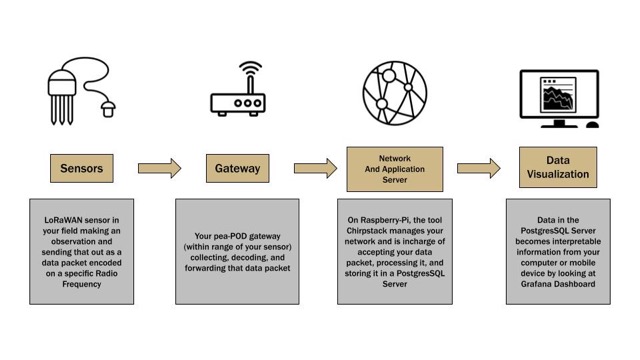 Sensors
Gateway
Network
And Application
Server
Data
Visualization
LoRaWAN sensor in
your field making an
observation and
sending that out as a
data packet encoded
on a specific Radio
Frequency
Your pea-POD gateway
(within range of your sensor)
collecting, decoding, and
forwarding that data packet
On Raspberry-Pi, the tool
Chirpstack manages your
network and is incharge of
accepting your data
packet, processing it, and
storing it in a PostgresSQL
Server
Data in the
PostgresSQL Server
becomes interpretable
information from your
computer or mobile
device by looking at
Grafana Dashboard